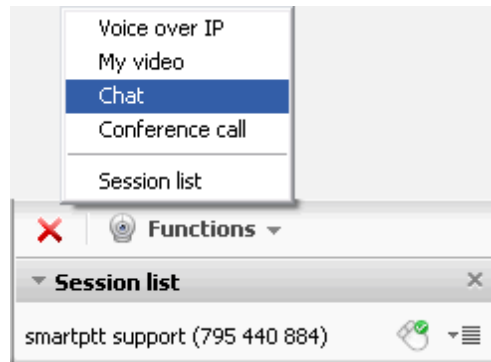 Voice over IP
My video
Chat
Conference call
Session list
Functions
Session list
smartptt support (795 440 884)